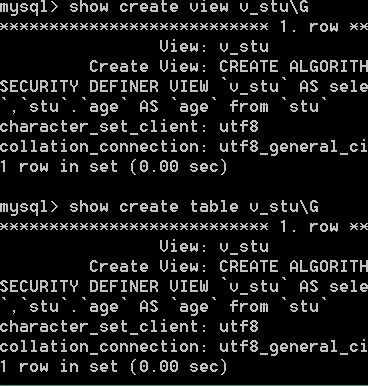 mysql> show create view v_stu\G
*************************** 1. row **
View: v_stu
Create View: CREATE ALGORITH
SECURITY DEFINER VIEW `v_stu` AS sele
`,`stu`.`age` AS `age` from `stu`
character_set_client: utf8
collation_connection: utf8_general_ci
1 row in set (0.00 sec)
mysql> show create table v_stu\G
*************************** 1. row **
View: v_stu
Create View: CREATE ALGORITH
SECURITY DEFINER VIEW `v_stu` AS sele
`,`stu`.`age` AS `age` from `stu`
character_set_client: utf8
collation_connection: utf8_general_ci
1 row in set (0.00 sec)